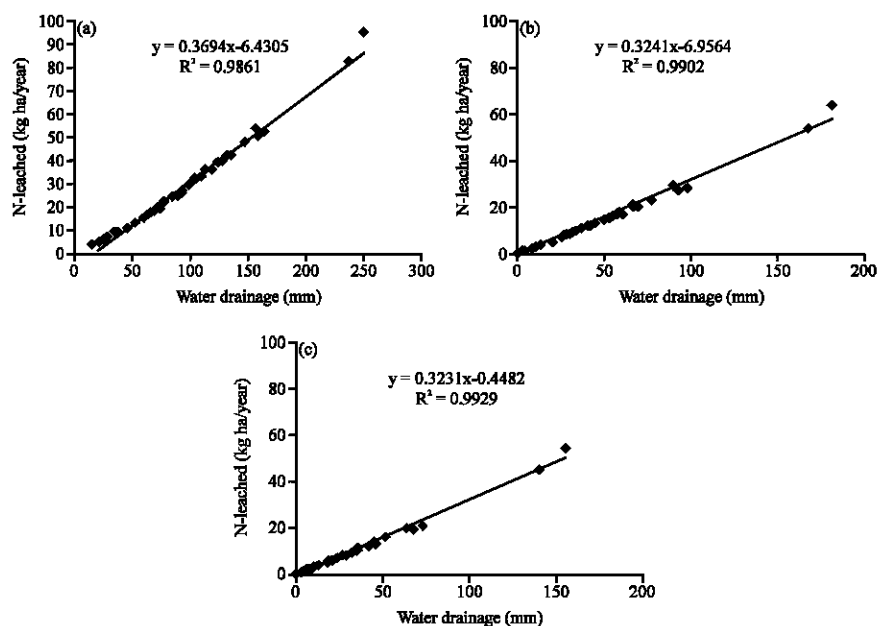 (a)
y = 0.3694x-6.4305
R² = 0.9861
N-leached (kg ha/year)
100
90
80
70
60
50
40
30
20
10
0
0 50 100 150 200 250 300
Water drainage (mm)
(b)
y = 0.3241x-6.9564
R² = 0.9902
N-leached (kg ha/year)
100
80
60
40
20
0
0 50 100 150 200
Water drainage (mm)
(c)
y = 0.3231x-0.4482
R² = 0.9929
N-leached (kg ha/year)
100
80
60
40
20
0
0 50 100 150 200
Water drainage (mm)